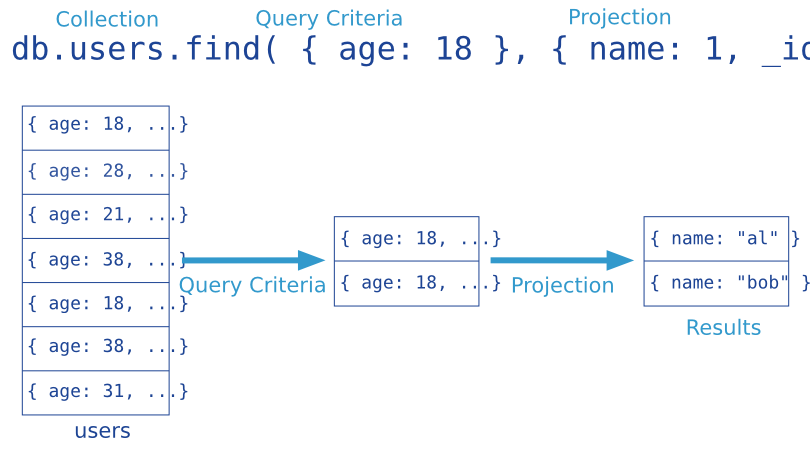 Collection Query Criteria Projection
db.users.find( { age: 18 }, { name: 1, _id
{ age: 18, ...}
{ age: 28, ...}
{ age: 21, ...}
{ age: 38, ...}
{ age: 18, ...}
{ age: 38, ...}
{ age: 31, ...}
users
Query Criteria
{ age: 18, ...}
{ age: 18, ...}
Projection
{ name: "al" }
{ name: "bob" }
Results